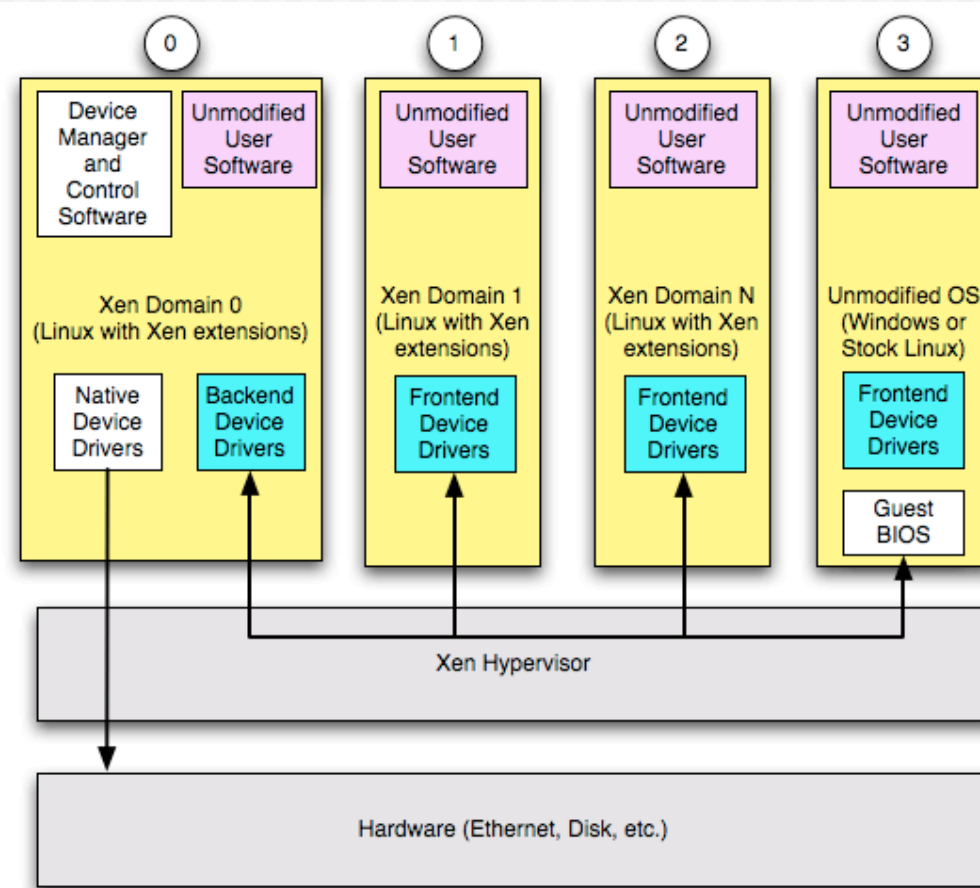 0
1
2
3
Device
Manager
and
Control
Software
Unmodified
User
Software
Unmodified
User
Software
Unmodified
User
Software
Unmodified
User
Software
Xen Domain 0
(Linux with Xen extensions)
Xen Domain 1
(Linux with Xen
extensions)
Xen Domain N
(Linux with Xen
extensions)
Unmodified OS
(Windows or
Stock Linux)
Native
Device
Drivers
Backend
Device
Drivers
Frontend
Device
Drivers
Frontend
Device
Drivers
Frontend
Device
Drivers
Guest
BIOS
Xen Hypervisor
Hardware (Ethernet, Disk, etc.)